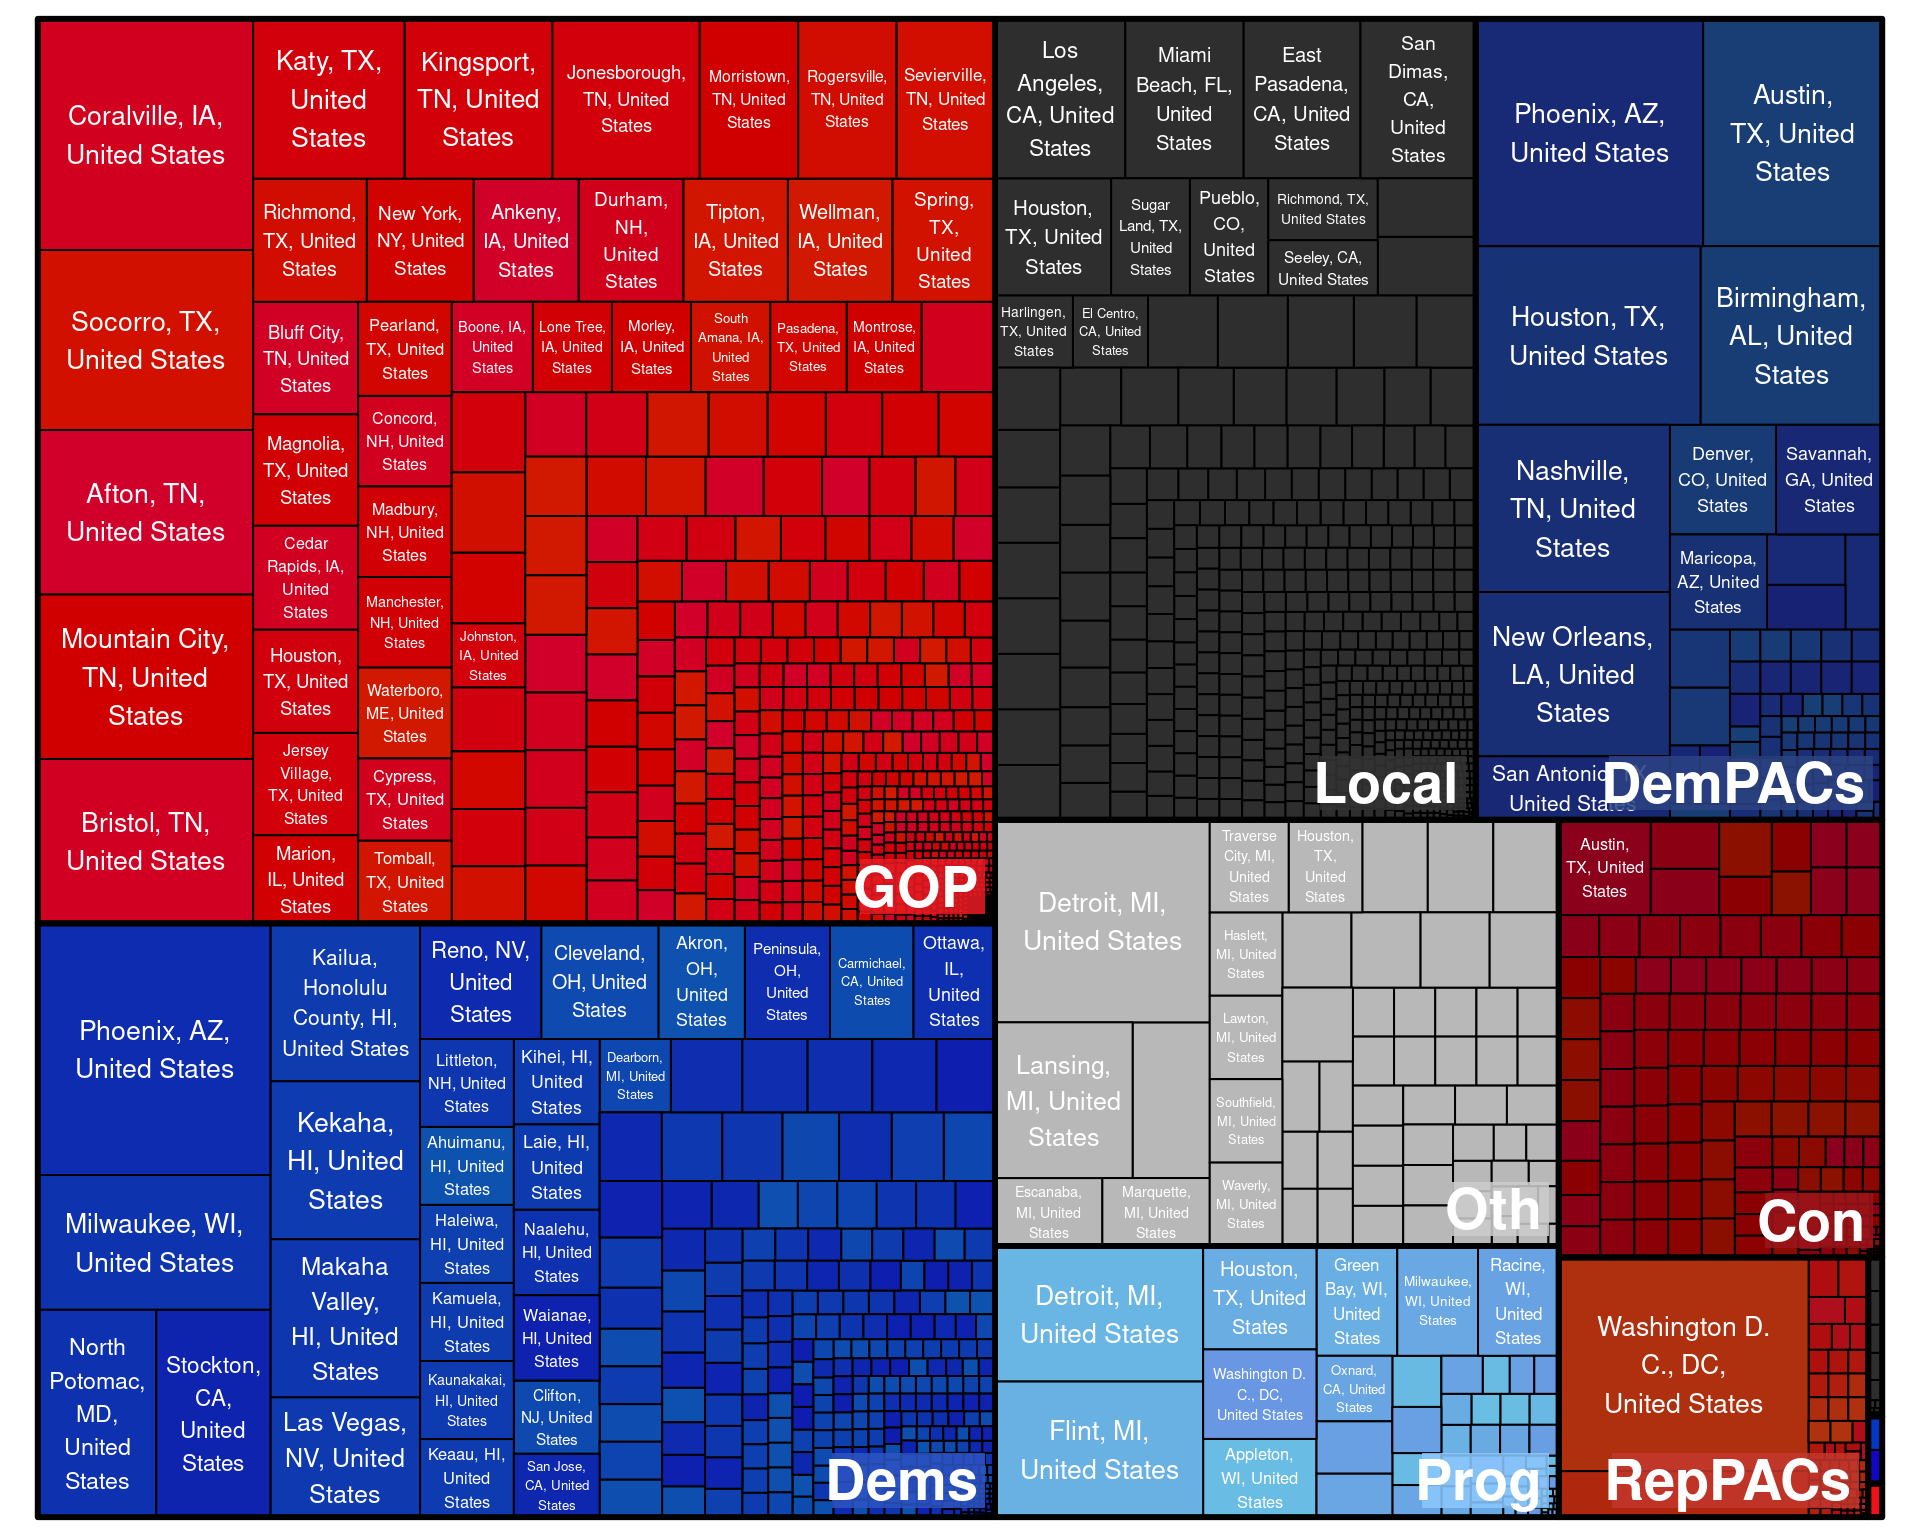 Coralville, IA,
United States
Socorro, TX,
United States
Afton, TN,
United States
Mountain City,
TN, United
States
Bristol, TN,
United States
Katy, TX,
United
States
Kingsport,
TN, United
States
Jonesborough,
TN, United
States
Morristown,
TN, United
States
Rogersville,
TN, United
States
Sevierville,
TN, United
States
Richmond,
TX, United
States
New York,
NY, United
States
Ankeny,
IA, United
States
Durham,
NH,
United
States
Tipton,
IA, United
States
Wellman,
IA, United
States
Spring,
TX,
United
States
Bluff City,
TN, United
States
Magnolia,
TX, United
States
Cedar
Rapids, IA,
United
States
Houston,
TX, United
States
Jersey
Village,
TX, United
States
Marion,
IL, United
States
Pearland,
TX, United
States
Concord,
NH, United
States
Madbury,
NH, United
States
Manchester,
NH, United
States
Waterboro,
ME, United
States
Cypress,
TX, United
States
Tomball,
TX, United
States
Boone, IA,
United
States
Lone Tree,
IA, United
States
Morley,
IA, United
States
South
Amana, IA,
United
States
Pasadena,
TX, United
States
Montrose,
IA, United
States
Johnston,
IA, United
States
GOP
Los
Angeles,
CA, United
States
Miami
Beach, FL,
United
States
East
Pasadena,
CA, United
States
San
Dimas,
CA,
United
States
Houston,
TX, United
States
Sugar
Land, TX,
United
States
Pueblo,
CO,
United
States
Richmond, TX,
United States
Seeley, CA,
United States
Harlingen,
TX, United
States
El Centro,
CA, United
States
Local
Phoenix, AZ,
United States
Austin,
TX, United
States
Houston, TX,
United States
Birmingham,
AL, United
States
Nashville,
TN, United
States
Denver,
CO, United
States
Savannah,
GA, United
States
Maricopa,
AZ, United
States
New Orleans,
LA, United
States
San Antonio, TX,
United States
DemPACs
Phoenix, AZ,
United States
Milwaukee, WI,
United States
North
Potomac,
MD,
United
States
Stockton,
CA,
United
States
Kailua,
Honolulu
County, HI,
United States
Kekaha,
HI, United
States
Makaha
Valley,
HI, United
States
Las Vegas,
NV, United
States
Reno, NV,
United
States
Cleveland,
OH, United
States
Akron,
OH,
United
States
Peninsula,
OH,
United
States
Carmichael,
CA, United
States
Ottawa,
IL,
United
States
Littleton,
NH, United
States
Ahuimanu,
HI, United
States
Haleiwa,
HI, United
States
Kamuela,
HI, United
States
Kaunakakai,
HI, United
States
Keaau, HI,
United
States
Kihei, HI,
United
States
Laie, HI,
United
States
Naalehu,
HI, United
States
Waianae,
HI, United
States
Clifton,
NJ, United
States
San Jose,
CA, United
States
Dearborn,
MI, United
States
Dems
Detroit, MI,
United States
Lansing,
MI, United
States
Escanaba,
MI, United
States
Marquette,
MI, United
States
Traverse
City, MI,
United
States
Houston,
TX,
United
States
Haslett,
MI, United
States
Lawton,
MI, United
States
Southfield,
MI, United
States
Waverly,
MI, United
States
Oth
Austin,
TX, United
States
Con
Detroit, MI,
United States
Flint, MI,
United States
Houston,
TX, United
States
Washington D.
C., DC,
United States
Appleton,
WI, United
States
Green
Bay, WI,
United
States
Milwaukee,
WI, United
States
Racine,
WI,
United
States
Oxnard,
CA, United
States
Prog
Washington D.
C., DC,
United States
RepPACs